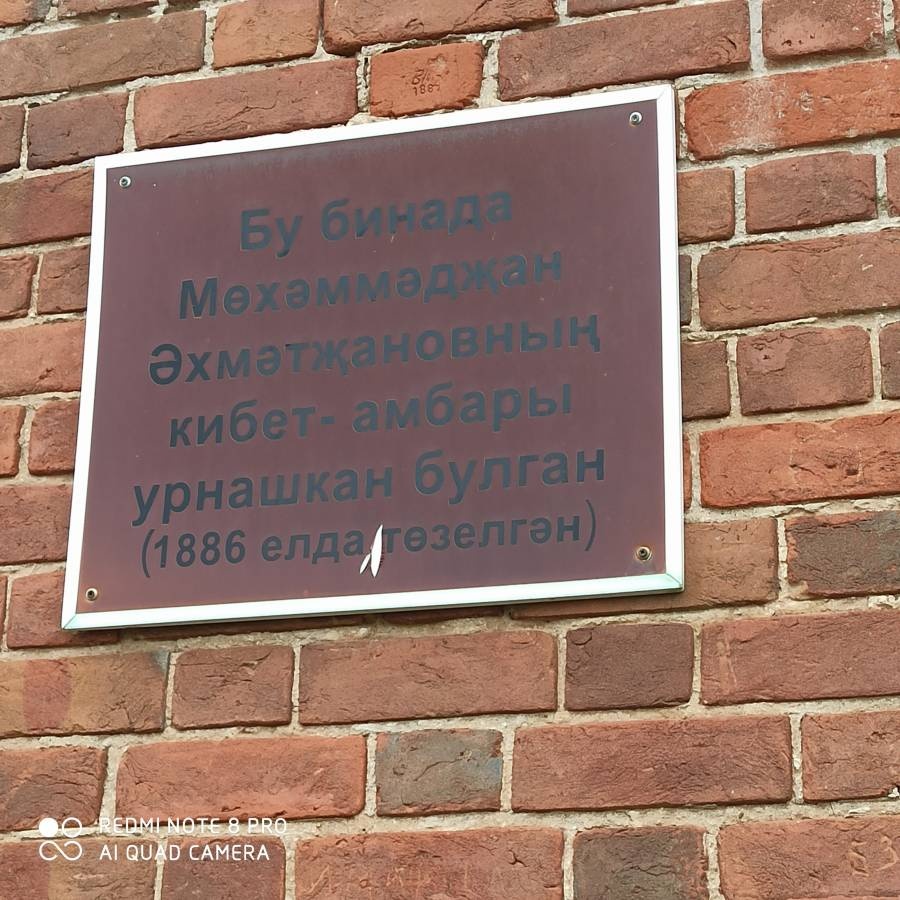 Бу бинада
Мөхәммәдҗан
Әхмәтҗановның
кибет- амбары
урнашкан булган
(1886 елда төзелгән)
REDMI NOTE 8 PRO
AI QUAD CAMERA